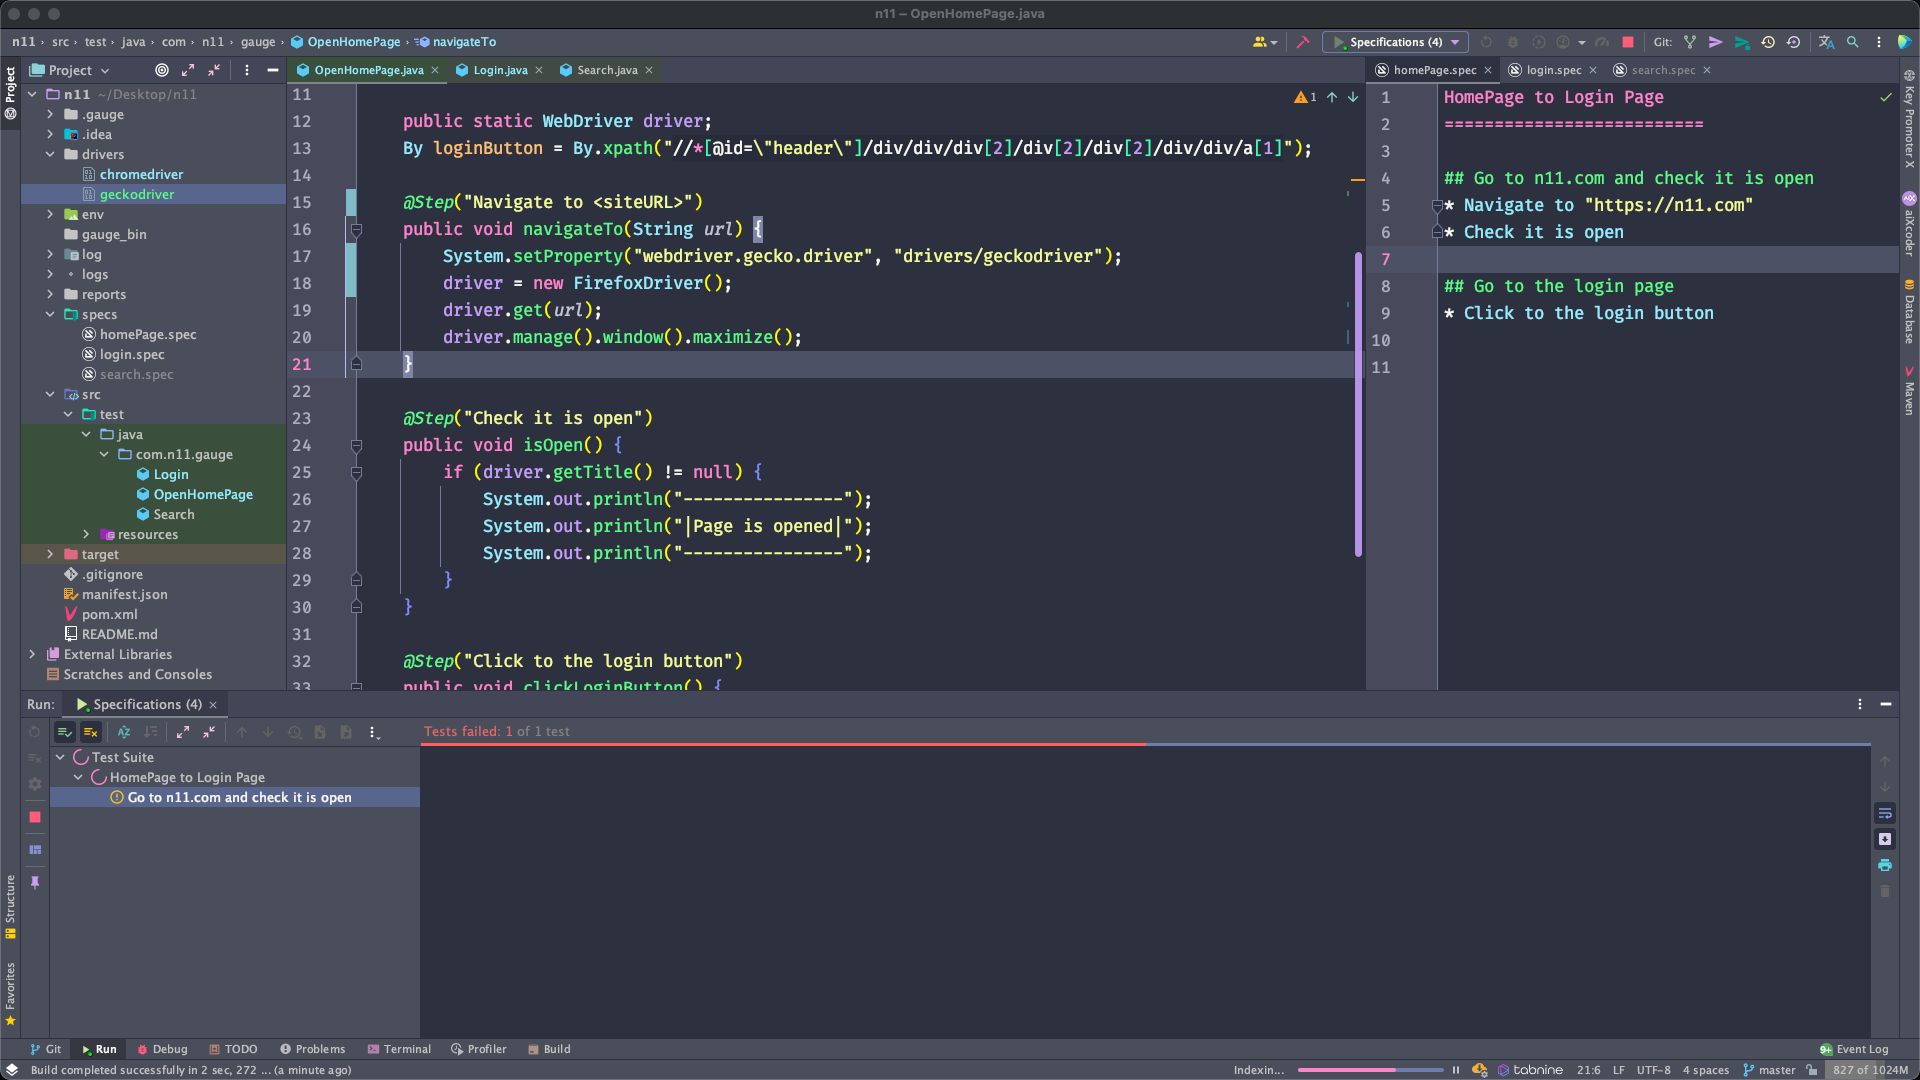 n11 – OpenHomePage.java
n11 › src › test › java › com › n11 › gauge › OpenHomePage › navigateTo
Specifications (4)
Git:
Project
OpenHomePage.java
Login.java
Search.java
homePage.spec
login.spec
search.spec
n11 ~/Desktop/n11
.gauge
.idea
drivers
chromedriver
geckodriver
env
gauge_bin
log
logs
reports
specs
homePage.spec
login.spec
search.spec
src
test
java
com.n11.gauge
Login
OpenHomePage
Search
resources
target
.gitignore
manifest.json
pom.xml
README.md
External Libraries
Scratches and Consoles
1
11
12 public static WebDriver driver;
13 By loginButton = By.xpath("//*[@id=\"header\"]/div/div/div[2]/div[2]/div[2]/div/div/a[1]");
14
15 @Step("Navigate to <siteURL>")
16 public void navigateTo(String url) {
17 System.setProperty("webdriver.gecko.driver", "drivers/geckodriver");
18 driver = new FirefoxDriver();
19 driver.get(url);
20 driver.manage().window().maximize();
21 }
22
23 @Step("Check it is open")
24 public void isOpen() {
25 if (driver.getTitle() != null) {
26 System.out.println("----------------");
27 System.out.println("|Page is opened|");
28 System.out.println("----------------");
29 }
30 }
31
32 @Step("Click to the login button")
33 public void clickLoginButton() {
1 HomePage to Login Page
2 ==========================
3
4 ## Go to n11.com and check it is open
5 * Navigate to "https://n11.com"
6 * Check it is open
7
8 ## Go to the login page
9 * Click to the login button
10
11
Project
Structure
Favorites
Key Promoter X
aiXcoder
Database
Maven
Run: Specifications (4)
Tests failed: 1 of 1 test
Test Suite
HomePage to Login Page
Go to n11.com and check it is open
Git
Run
Debug
TODO
Problems
Terminal
Profiler
Build
9+ Event Log
Build completed successfully in 2 sec, 272 ... (a minute ago)
Indexin...
tabnine
21:6
LF
UTF-8
4 spaces
master
827 of 1024M